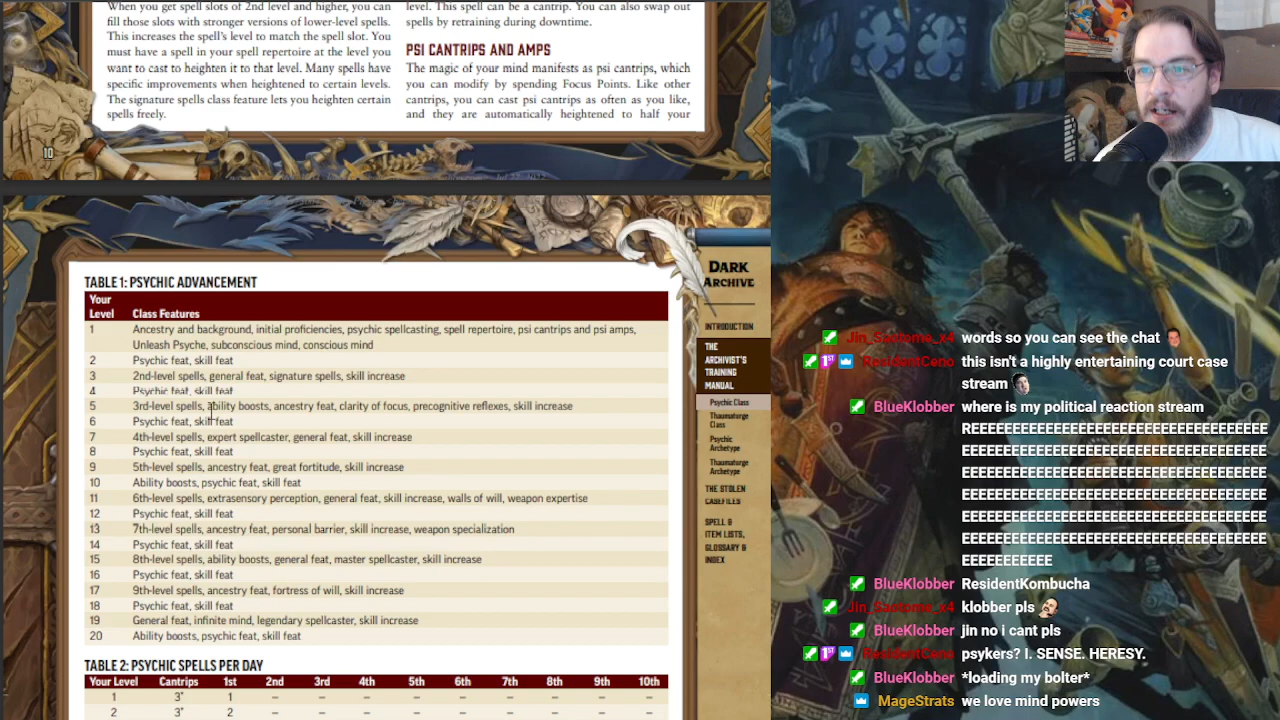 When you get spell slots of 2nd level and higher, you can
fill those slots with stronger versions of lower-level spells.
This increases the spell's level to match the spell slot. You
must have a spell in your spell repertoire at the level you
want to cast to heighten it to that level. Many spells have
specific improvements when heightened to certain levels.
The signature spells class feature lets you heighten certain
spells freely.
level. This spell can be a cantrip. You can also swap out
spells by retraining during downtime.
PSI CANTRIPS AND AMPS
The magic of your mind manifests as psi cantrips, which
you can modify by spending Focus Points. Like other
cantrips, you can cast psi cantrips as often as you like,
and they are automatically heightened to half your
10
TABLE 1: PSYCHIC ADVANCEMENT
Your
Level Class Features
1 Ancestry and background, initial proficiencies, psychic spellcasting, spell repertoire, psi cantrips and psi amps,
Unleash Psyche, subconscious mind, conscious mind
2 Psychic feat, skill feat
3 2nd-level spells, general feat, signature spells, skill increase
4 Psychic feat, skill feat
5 3rd-level spells, ability boosts, ancestry feat, clarity of focus, precognitive reflexes, skill increase
6 Psychic feat, skill feat
7 4th-level spells, expert spellcaster, general feat, skill increase
8 Psychic feat, skill feat
9 5th-level spells, ancestry feat, great fortitude, skill increase
10 Ability boosts, psychic feat, skill feat
11 6th-level spells, extrasensory perception, general feat, skill increase, walls of will, weapon expertise
12 Psychic feat, skill feat
13 7th-level spells, ancestry feat, personal barrier, skill increase, weapon specialization
14 Psychic feat, skill feat
15 8th-level spells, ability boosts, general feat, master spellcaster, skill increase
16 Psychic feat, skill feat
17 9th-level spells, ancestry feat, fortress of will, skill increase
18 Psychic feat, skill feat
19 General feat, infinite mind, legendary spellcaster, skill increase
20 Ability boosts, psychic feat, skill feat
TABLE 2: PSYCHIC SPELLS PER DAY
Your Level Cantrips 1st 2nd 3rd 4th 5th 6th 7th 8th 9th 10th
1 3* 1 – – – – – – – – –
2 3* 2 – – – – – – – – –
DARK
ARCHIVE
INTRODUCTION
THE
ARCHIVIST'S
TRAINING
MANUAL
Psychic Class
Thaumaturge
Class
Psychic
Archetype
Thaumaturge
Archetype
THE STOLEN
CASEFILES
SPELL &
ITEM LISTS,
GLOSSARY &
INDEX
Jin_Saotome_x4 words so you can see the chat
1ST ResidentCeno this isn't a highly entertaining court case
stream
BlueKlobber where is my political reaction stream
REEEEEEEEEEEEEEEEEEEEEEEEEEEEEEEEEE
EEEEEEEEEEEEEEEEEEEEEEEEEEEEEEEEEEE
EEEEEEEEEEEEEEEEEEEEEEEEEEEEEEEEEEE
EEEEEEEEEEEEEEEEEEEEEEEEEEEEEEEEEEE
EEEEEEEEEEEEEEEEEEEEEEEEEEEEEEEEEEE
EEEEEEEEEEEEEEEEEEEEEEEEEEEEEEEEEEE
EEEEEEEEEEE
BlueKlobber ResidentKombucha
Jin_Saotome_x4 klobber pls
BlueKlobber jin no i cant pls
1ST ResidentCeno psykers? I. SENSE. HERESY.
BlueKlobber *loading my bolter*
MageStrats we love mind powers